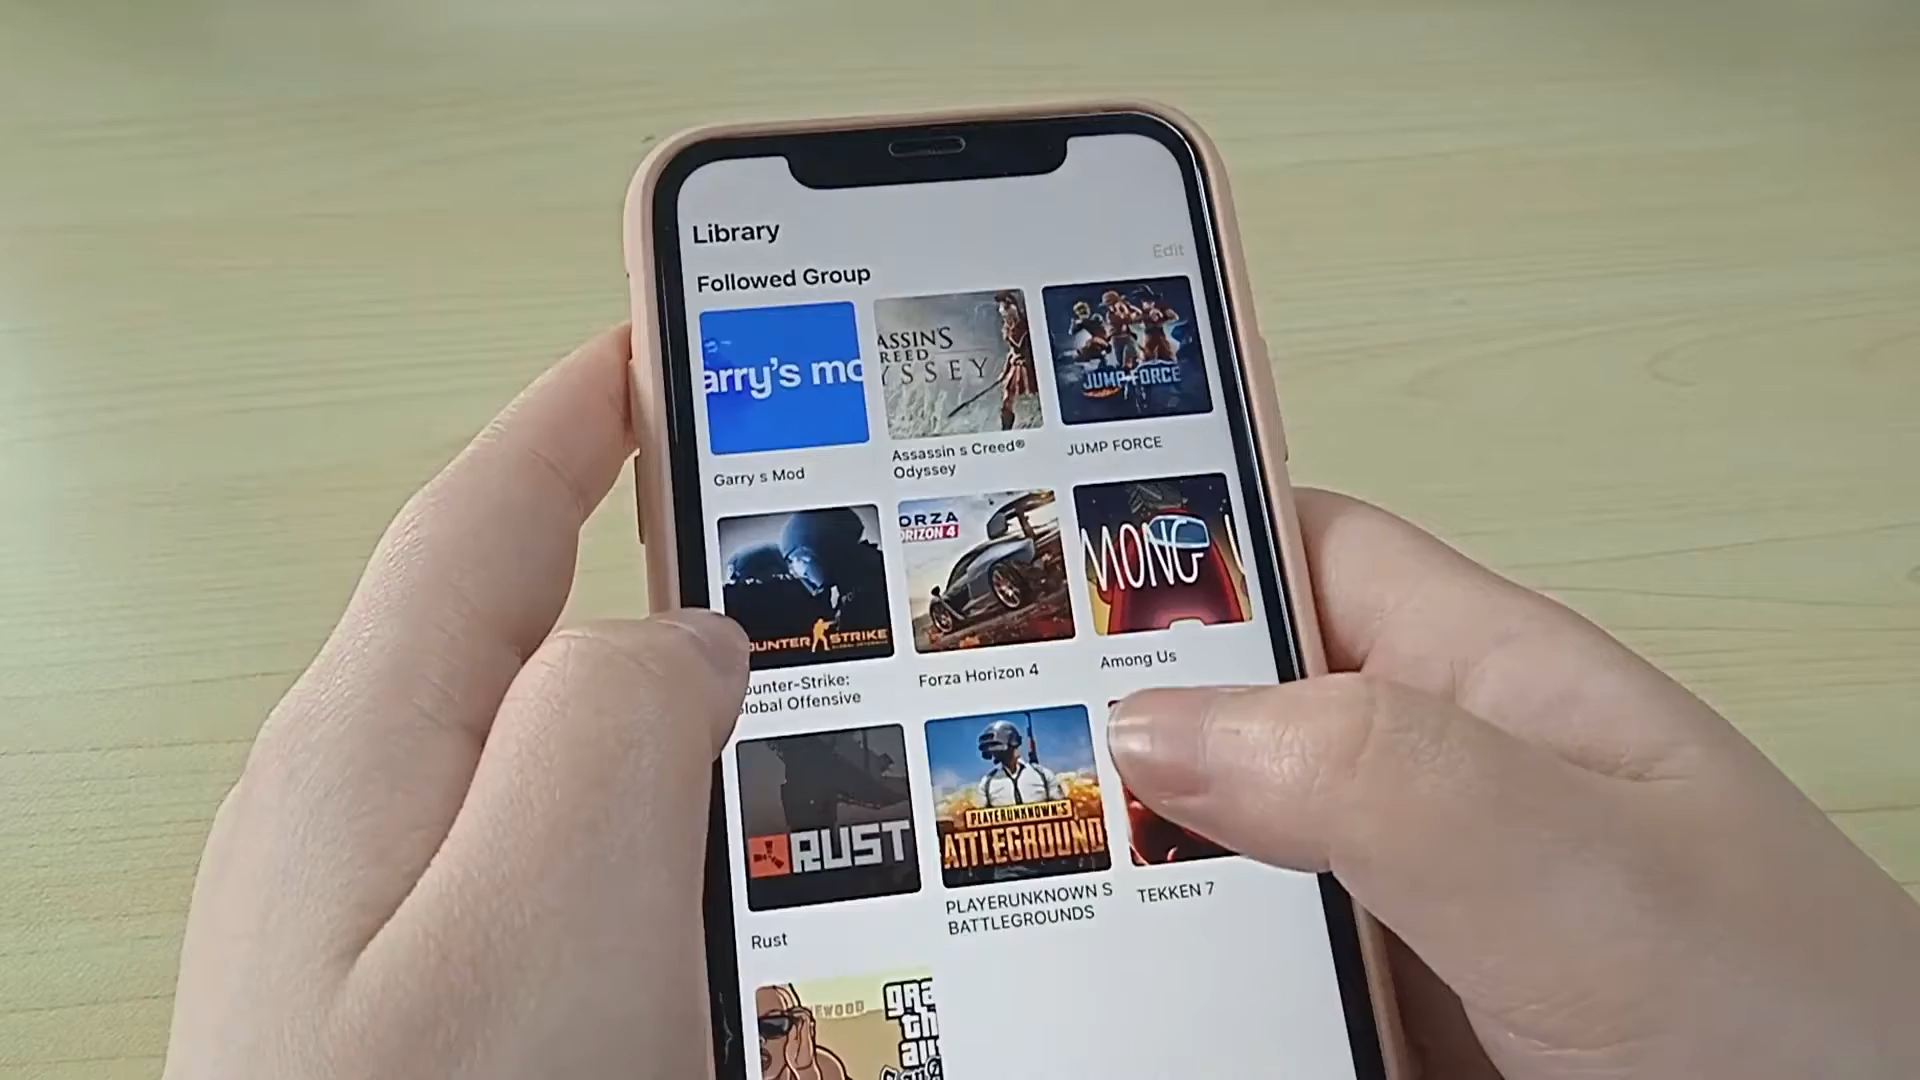 Library
Edit
Followed Group
arry's mo
ASSIN'S
REED
YSSEY
JUMP FORCE
Garry s Mod
Assassin s Creed®
Odyssey
JUMP FORCE
OUNTER STRIKE
ORZA
ORIZON 4
MONG U
ounter-Strike:
lobal Offensive
Forza Horizon 4
Among Us
RUST
PLAYERUNKNOWN'S
ATTLEGROUND
Rust
PLAYERUNKNOWN S
BATTLEGROUNDS
TEKKEN 7
EWOOD
gra
th
au